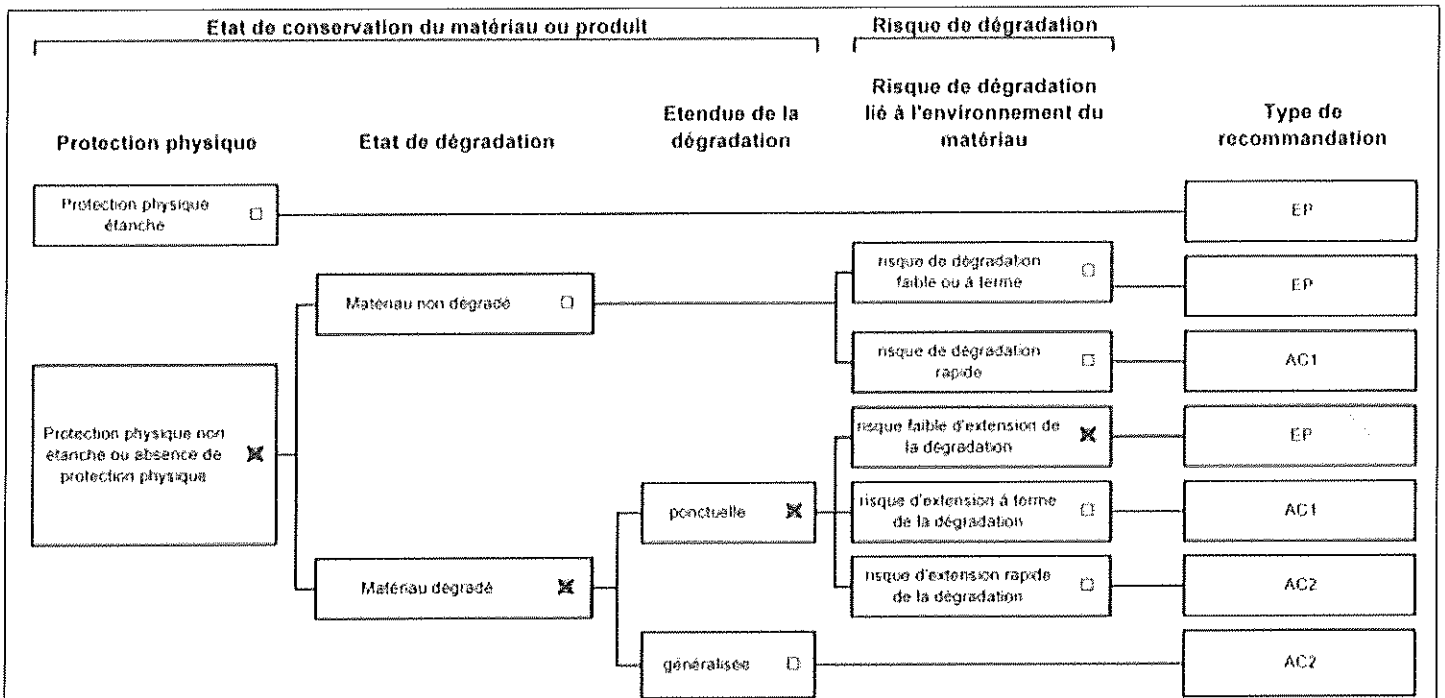 Etat de conservation du matériau ou produit
Risque de dégradation
Protection physique
Etat de dégradation
Etendue de la
dégradation
Risque de dégradation
lié à l'environnement du
matériau
Type de
recommandation
Protection physique
étanche
EP
Matériau non dégradé
risque de dégradation
faible ou à terme
EP
risque de dégradation
rapide
AC1
Protection physique non
étanche ou absence de
protection physique
risque faible d'extension de
la dégradation
EP
ponctuelle
risque d'extension à terme
de la dégradation
AC1
Matériau dégradé
risque d'extension rapide
de la dégradation
AC2
généralisée
AC2